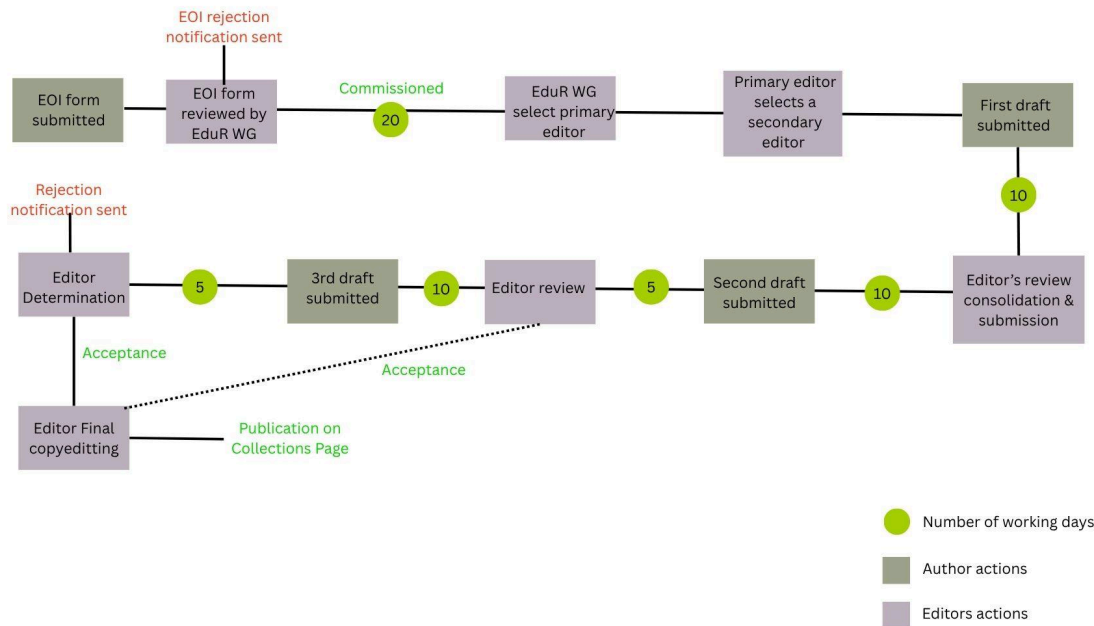 EOI rejection
notification sent
EOI form
submitted
EOI form
reviewed by
EduR WG
Commissioned
20
EduR WG
select primary
editor
Primary editor
selects a
secondary
editor
First draft
submitted
10
Rejection
notification sent
Editor
Determination
5
3rd draft
submitted
10
Editor review
5
Second draft
submitted
10
Editor's review
consolidation &
submission
Acceptance
Acceptance
Editor Final
copyeditting
Publication on
Collections Page
Number of working days
Author actions
Editors actions